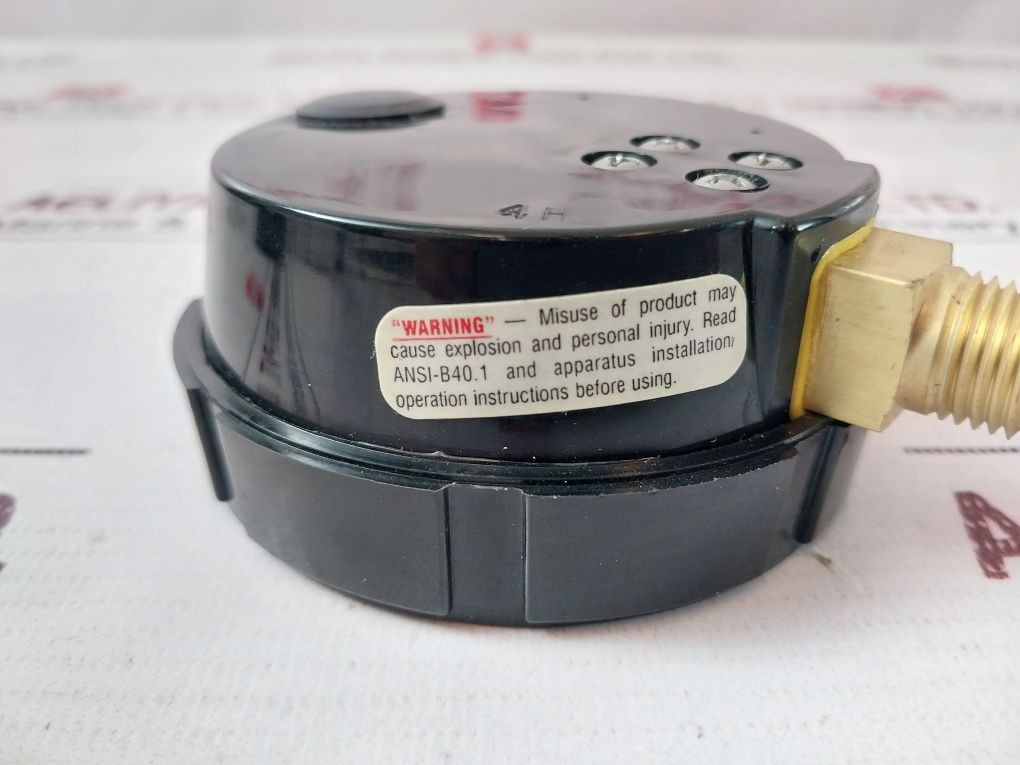 4 H
"WARNING" — Misuse of product may
cause explosion and personal injury. Read
ANSI-B40.1 and apparatus installation,
operation instructions before using.